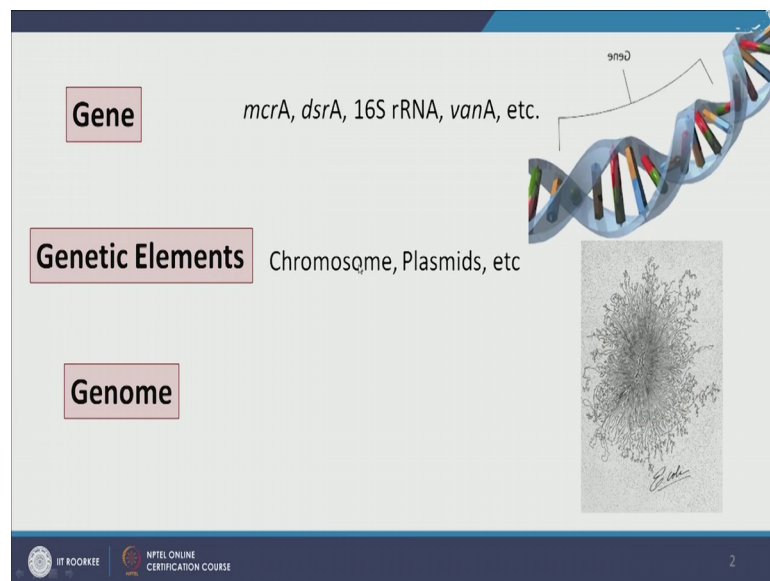 Gene
Gene
mcrA, dsrA, 16S rRNA, vanA, etc.
Genetic Elements
Chromosome, Plasmids, etc
Genome
E coli
IIT ROORKEE
NPTEL ONLINE
CERTIFICATION COURSE
2